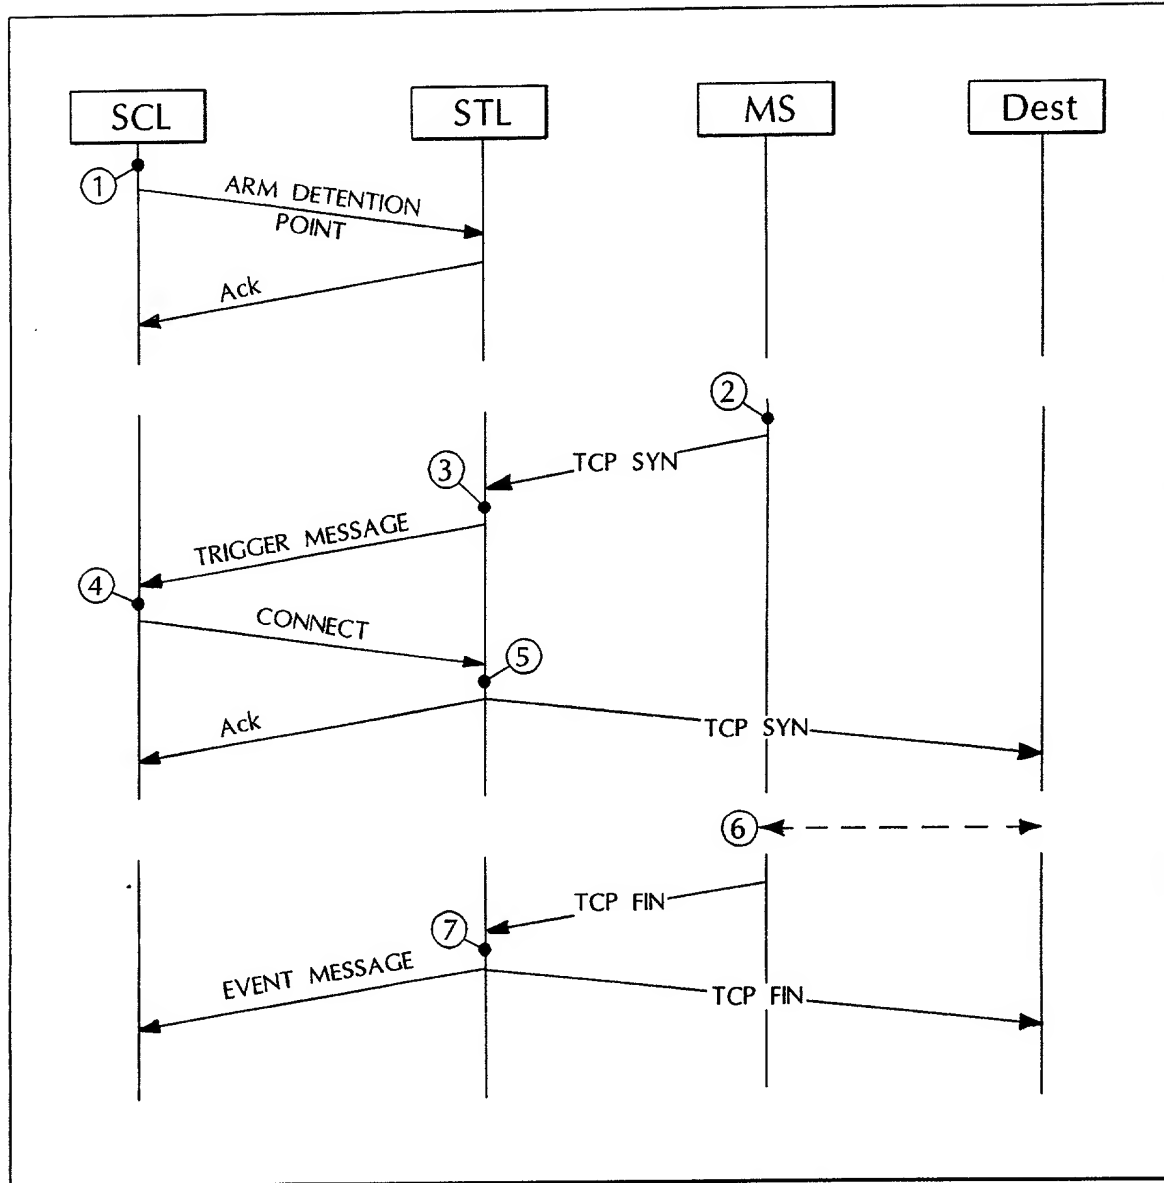 SCL
STL
MS
Dest
1
ARM DETENTION
POINT
Ack
2
TCP SYN
3
TRIGGER MESSAGE
4
CONNECT
5
Ack
TCP SYN
6
TCP FIN
7
EVENT MESSAGE
TCP FIN